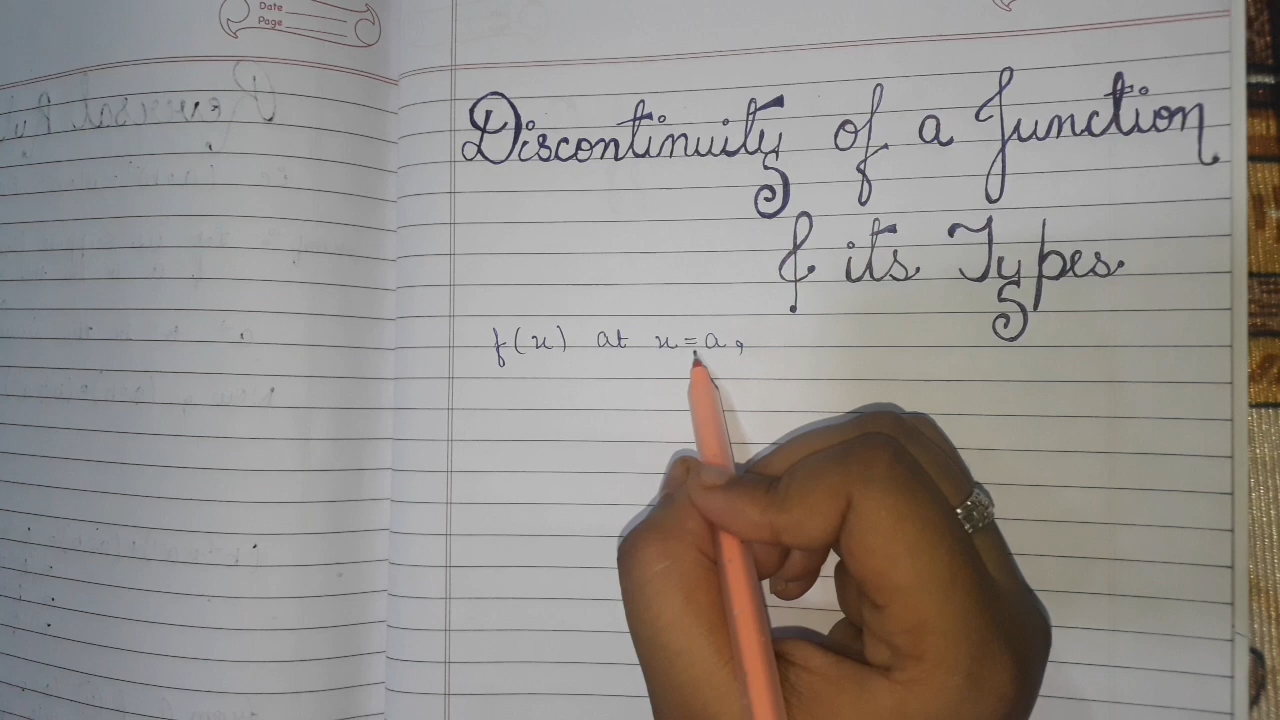 Date
Page
Discontinuity of a function
& its Types
f(x) at x=a,